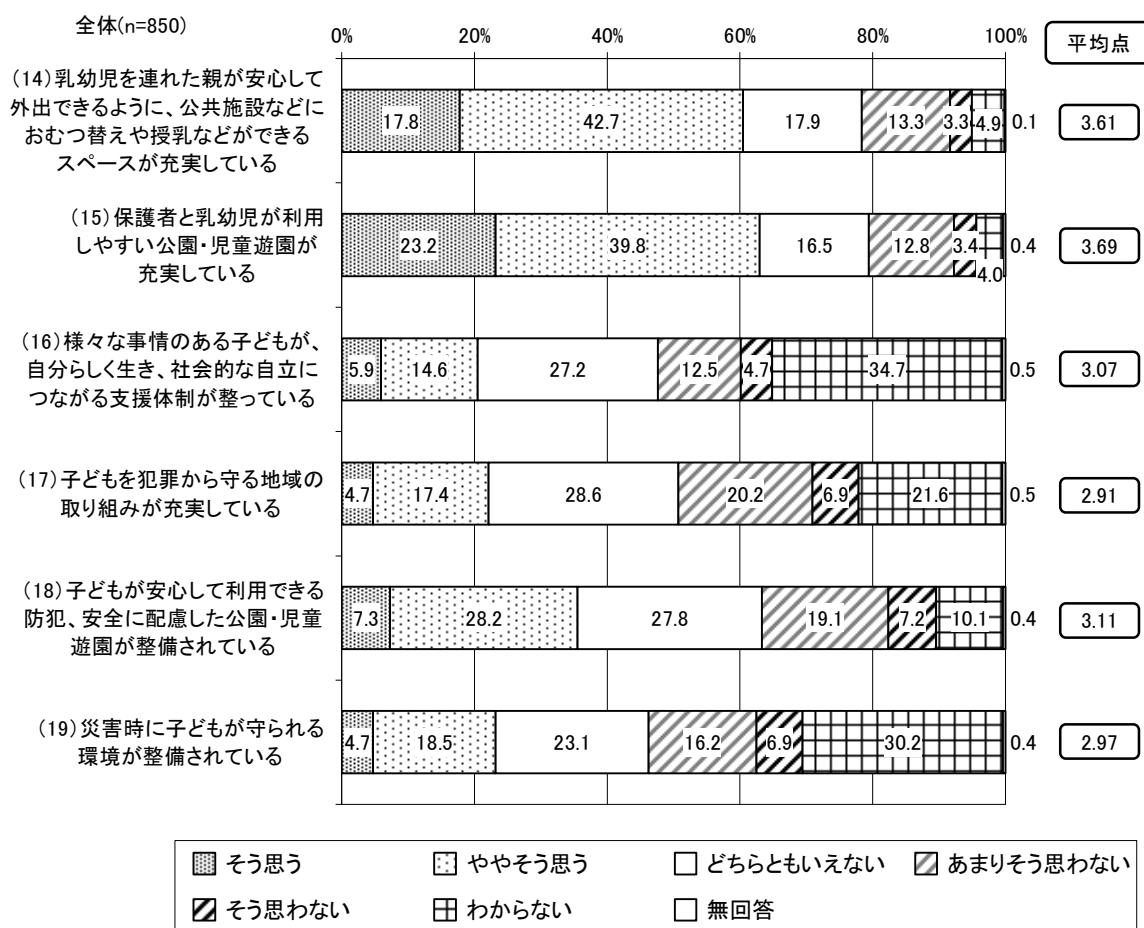 全体(n=850)
0%
20%
40%
60%
80%
100%
平均点
(14)乳幼児を連れた親が安心して
外出できるように、公共施設などに
おむつ替えや授乳などができる
スペースが充実している
17.8
42.7
17.9
13.3
3.3
4.9
0.1
3.61
(15)保護者と乳幼児が利用
しやすい公園・児童遊園が
充実している
23.2
39.8
16.5
12.8
3.4
4.0
0.4
3.69
(16)様々な事情のある子どもが、
自分らしく生き、社会的な自立に
つながる支援体制が整っている
5.9
14.6
27.2
12.5
4.7
34.7
0.5
3.07
(17)子どもを犯罪から守る地域の
取り組みが充実している
4.7
17.4
28.6
20.2
6.9
21.6
0.5
2.91
(18)子どもが安心して利用できる
防犯、安全に配慮した公園・児童
遊園が整備されている
7.3
28.2
27.8
19.1
7.2
10.1
0.4
3.11
(19)災害時に子どもが守られる
環境が整備されている
4.7
18.5
23.1
16.2
6.9
30.2
0.4
2.97
そう思う
ややそう思う
どちらともいえない
あまりそう思わない
そう思わない
わからない
無回答